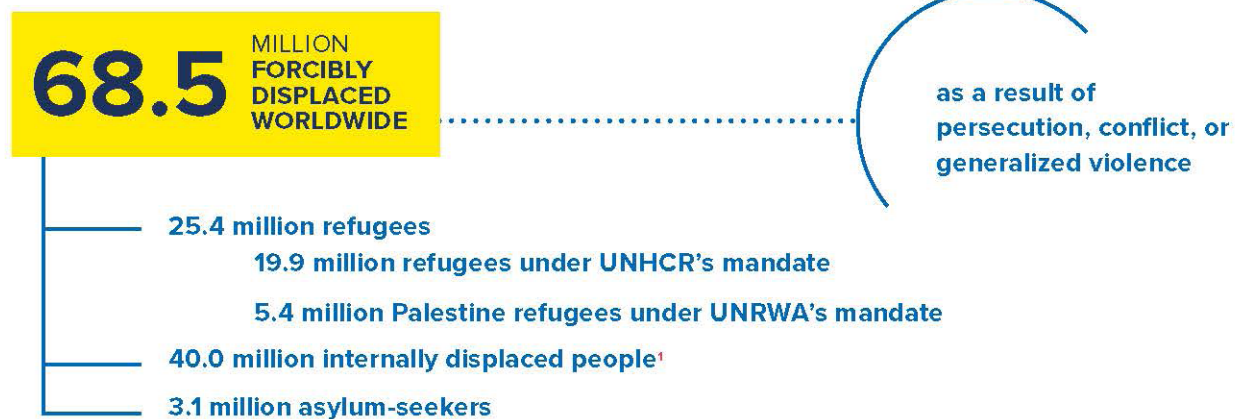 68.5 MILLION
FORCIBLY
DISPLACED
WORLDWIDE
as a result of
persecution, conflict, or
generalized violence
25.4 million refugees
19.9 million refugees under UNHCR’s mandate
5.4 million Palestine refugees under UNRWA’s mandate
40.0 million internally displaced people¹
3.1 million asylum-seekers